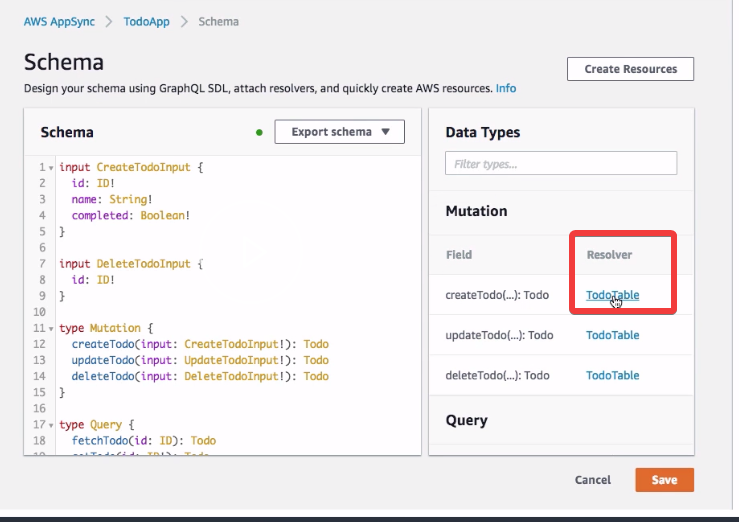 AWS AppSync > TodoApp > Schema
Schema
Create Resources
Design your schema using GraphQL SDL, attach resolvers, and quickly create AWS resources. Info
Schema
Export schema
1 input CreateTodoInput {
2 id: ID!
3 name: String!
4 completed: Boolean!
5 }
6
7 input DeleteTodoInput {
8 id: ID!
9 }
10
11 type Mutation {
12 createTodo(input: CreateTodoInput!): Todo
13 updateTodo(input: UpdateTodoInput!): Todo
14 deleteTodo(input: DeleteTodoInput!): Todo
15 }
16
17 type Query {
18 fetchTodo(id: ID): Todo
Data Types
Filter types...
Mutation
Field Resolver
createTodo(...): Todo TodoTable
updateTodo(...): Todo TodoTable
deleteTodo(...): Todo TodoTable
Query
Cancel Save